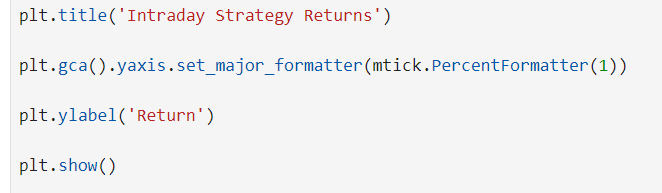 plt.title('Intraday Strategy Returns')
plt.gca().yaxis.set_major_formatter(mtick.PercentFormatter(1))
plt.ylabel('Return')
plt.show()